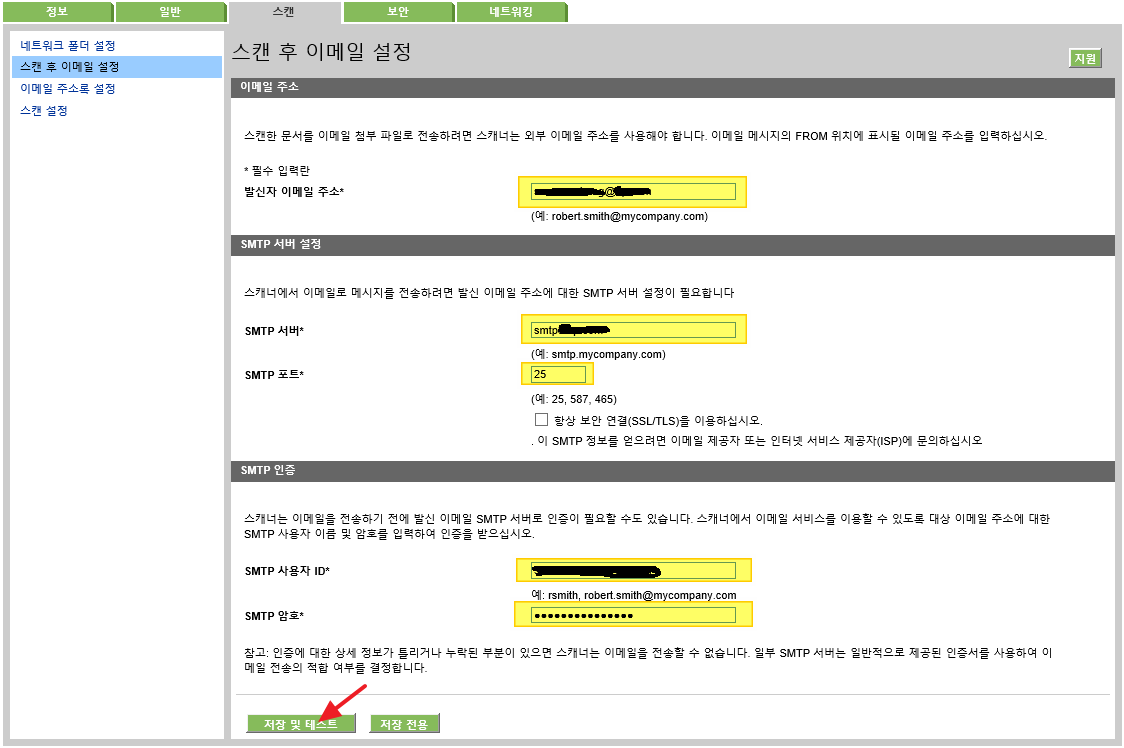 정보
일반
스캔
보안
네트워킹
네트워크 폴더 설정
스캔 후 이메일 설정
이메일 주소록 설정
스캔 설정
스캔 후 이메일 설정
지원
이메일 주소
스캔한 문서를 이메일 첨부 파일로 전송하려면 스캐너는 외부 이메일 주소를 사용해야 합니다. 이메일 메시지의 FROM 위치에 표시될 이메일 주소를 입력하십시오.
* 필수 입력란
발신자 이메일 주소*
(예: robert.smith@mycompany.com)
SMTP 서버 설정
스캐너에서 이메일로 메시지를 전송하려면 발신 이메일 주소에 대한 SMTP 서버 설정이 필요합니다
SMTP 서버*
smtp
(예: smtp.mycompany.com)
SMTP 포트*
25
(예: 25, 587, 465)
항상 보안 연결(SSL/TLS)을 이용하십시오.
. 이 SMTP 정보를 얻으려면 이메일 제공자 또는 인터넷 서비스 제공자(ISP)에 문의하십시오
SMTP 인증
스캐너는 이메일을 전송하기 전에 발신 이메일 SMTP 서버로 인증이 필요할 수도 있습니다. 스캐너에서 이메일 서비스를 이용할 수 있도록 대상 이메일 주소에 대한
SMTP 사용자 이름 및 암호를 입력하여 인증을 받으십시오.
SMTP 사용자 ID*
예: rsmith, robert.smith@mycompany.com
SMTP 암호*
●●●●●●●●●●●●●●●
참고: 인증에 대한 상세 정보가 틀리거나 누락된 부분이 있으면 스캐너는 이메일을 전송할 수 없습니다. 일부 SMTP 서버는 일반적으로 제공된 인증서를 사용하여 이
메일 전송의 적합 여부를 결정합니다.
저장 및 테스트
저장 전용